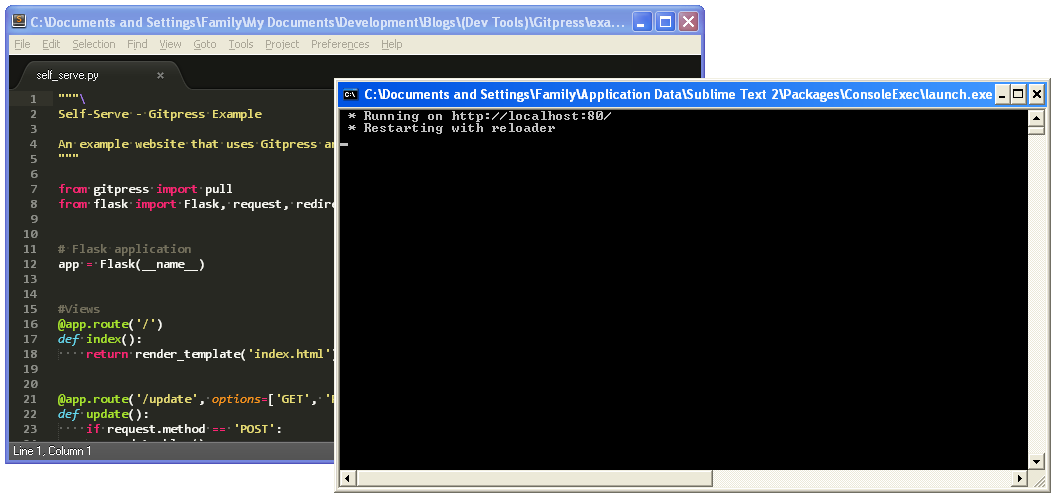 C:\Documents and Settings\Family\My Documents\Development\Blogs\(Dev Tools)\Gitpress\exa...
File Edit Selection Find View Goto Tools Project Preferences Help
self_serve.py
1 """\
2 Self-Serve - Gitpress Example
3
4 An example website that uses Gitpress an
5 """
6
7 from gitpress import pull
8 from flask import Flask, request, redire
9
10
11 # Flask application
12 app = Flask(__name__)
13
14
15 #Views
16 @app.route('/')
17 def index():
18 ····return render_template('index.html')
19
20
21 @app.route('/update', options=['GET', '
22 def update():
23 ····if request.method == 'POST':
Line 1, Column 1
C:\Documents and Settings\Family\Application Data\Sublime Text 2\Packages\ConsoleExec\launch.exe
* Running on http://localhost:80/
* Restarting with reloader